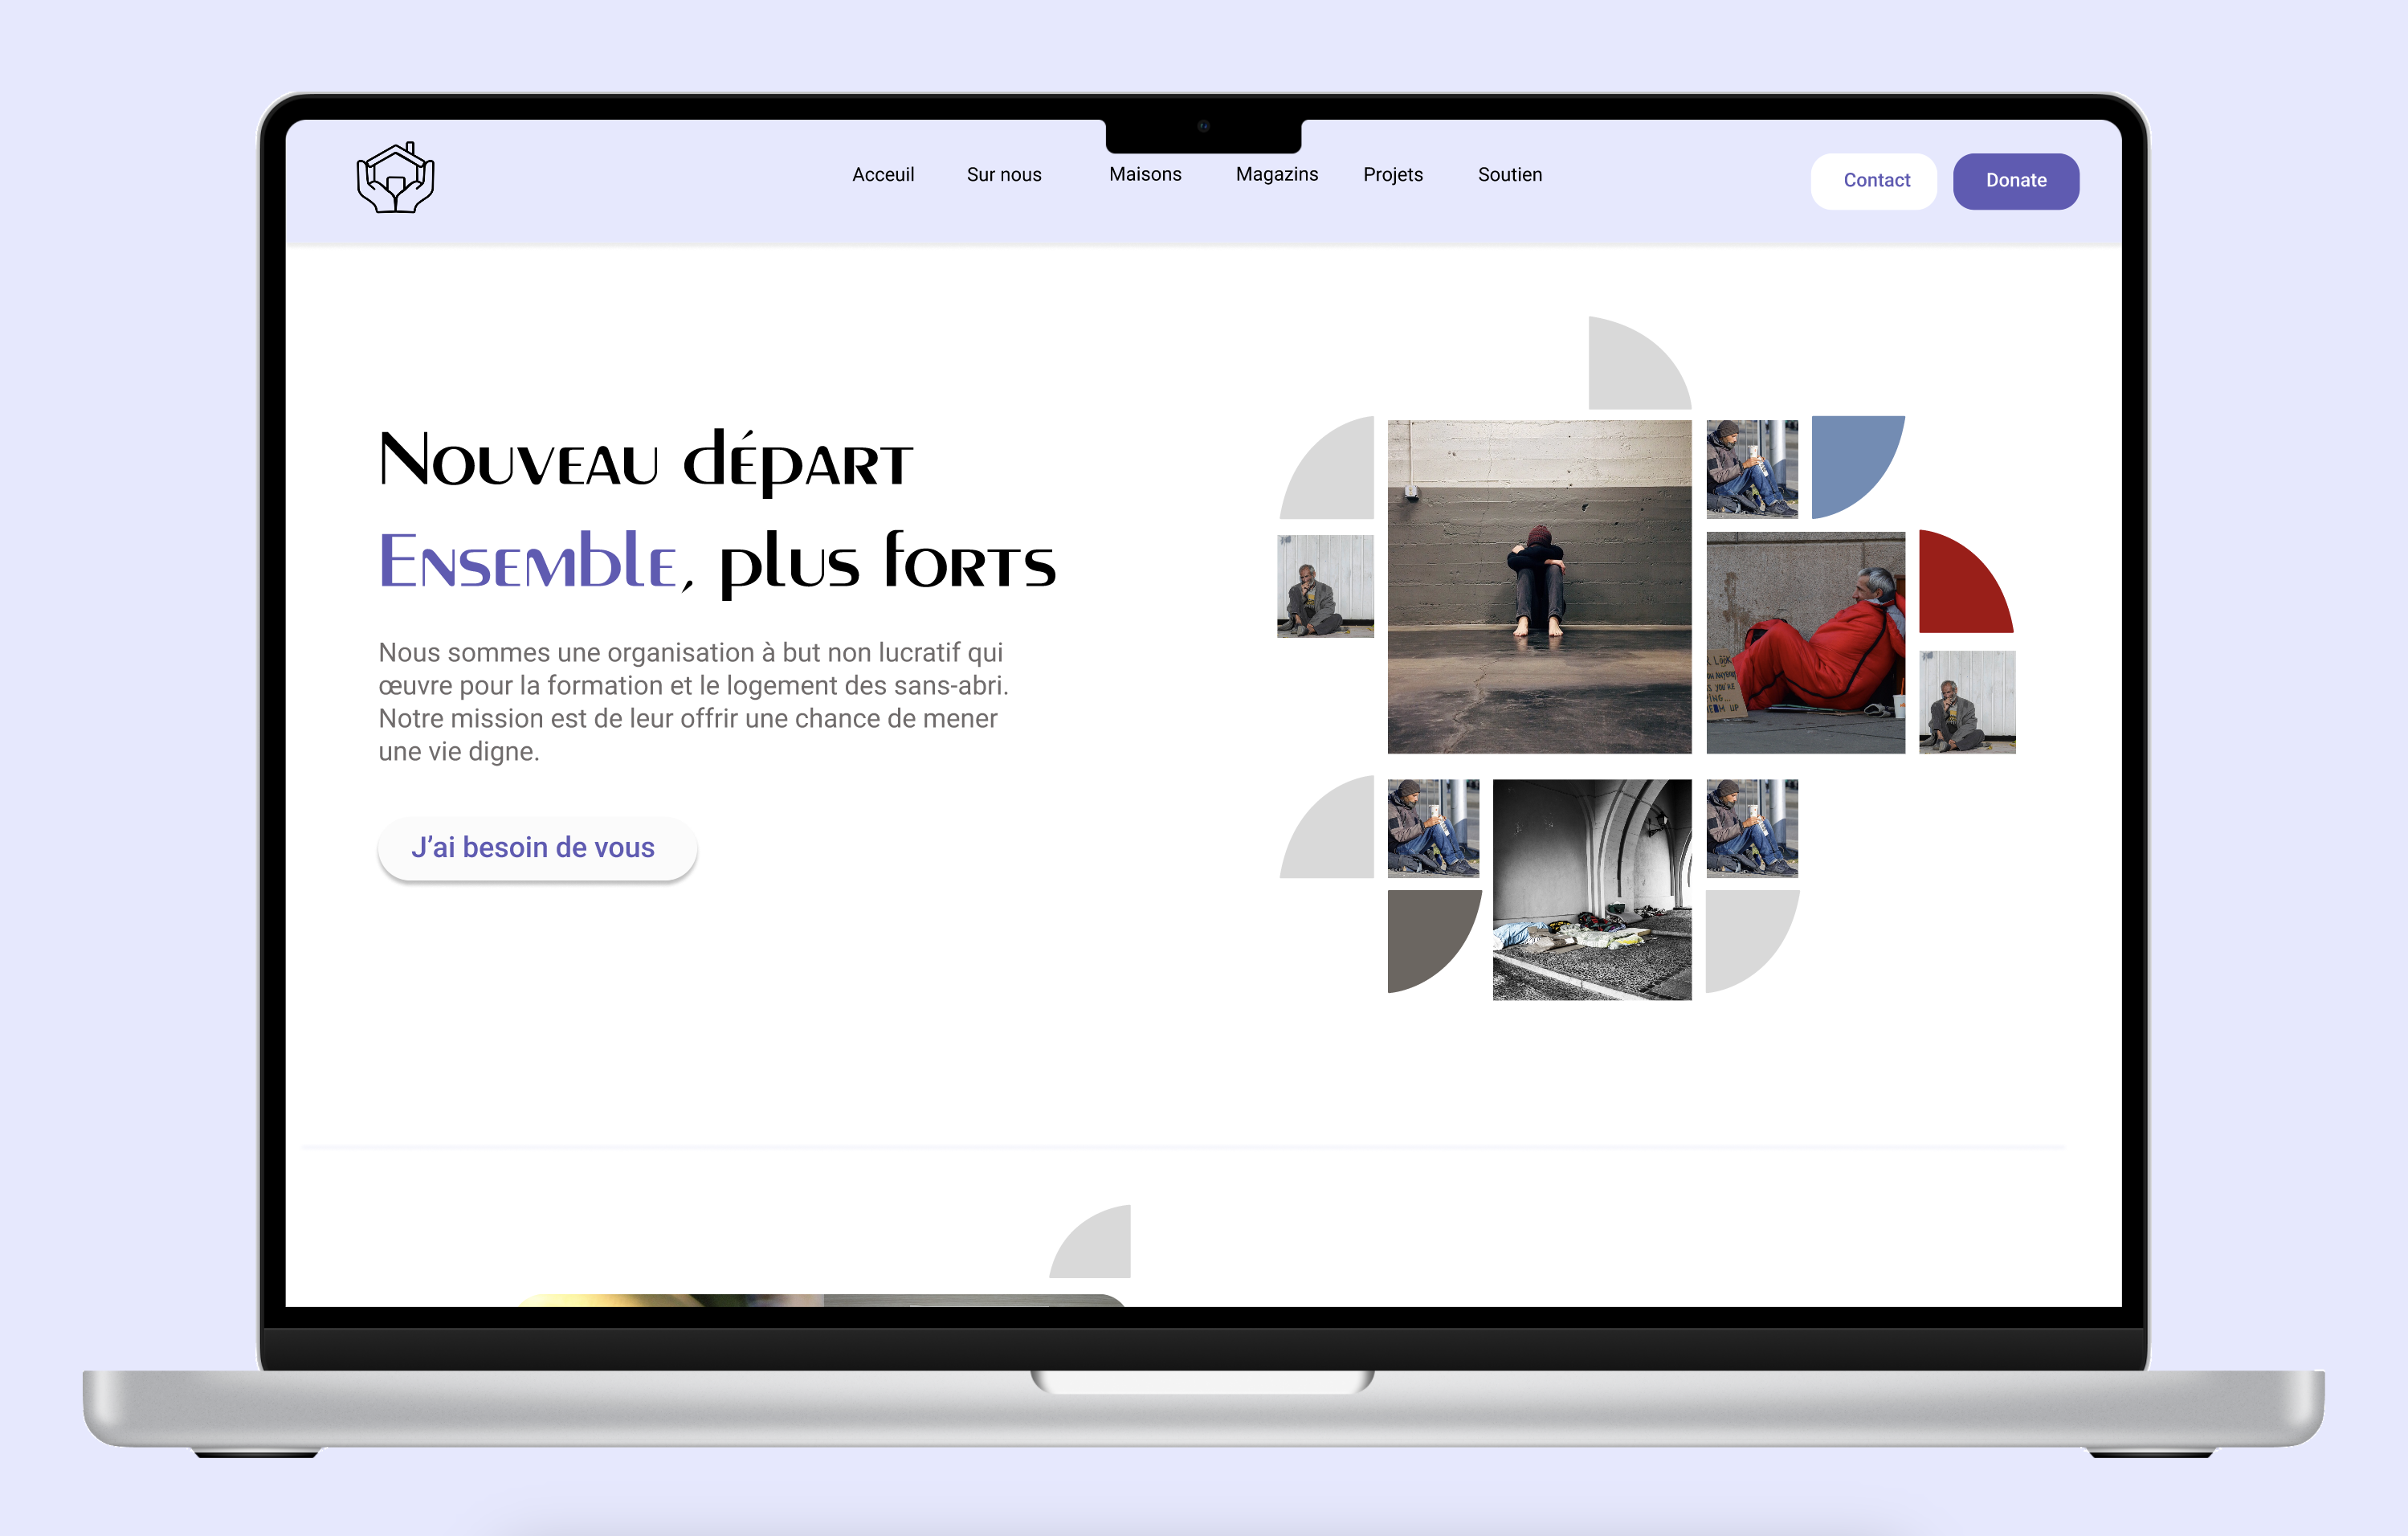 Acceuil Sur nous Maisons Magazins Projets Soutien Contact Donate
Nouveau départ
Ensemble, plus forts
Nous sommes une organisation à but non lucratif qui
œuvre pour la formation et le logement des sans-abri.
Notre mission est de leur offrir une chance de mener
une vie digne.
J’ai besoin de vous